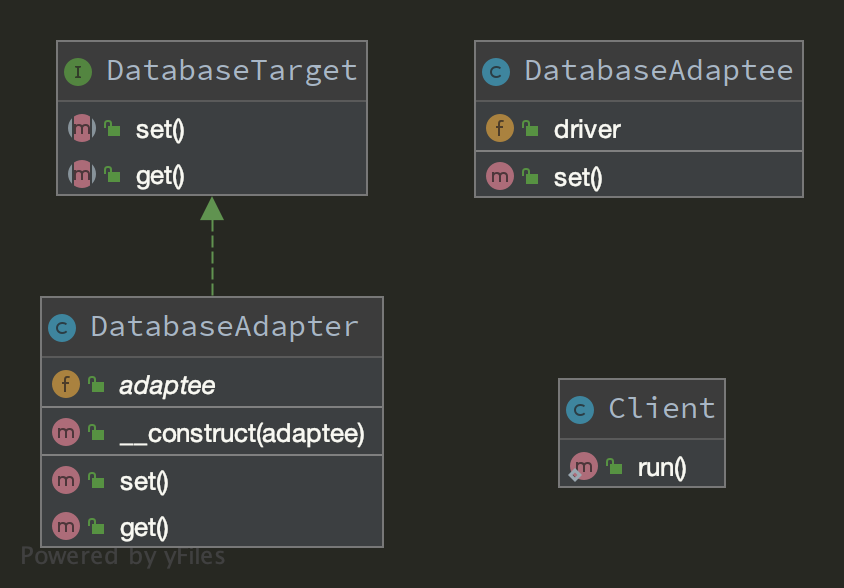 I DatabaseTarget
m set()
m get()
C DatabaseAdaptee
f driver
m set()
C DatabaseAdapter
f adaptee
m __construct(adaptee)
m set()
m get()
C Client
m run()
Powered by yFiles